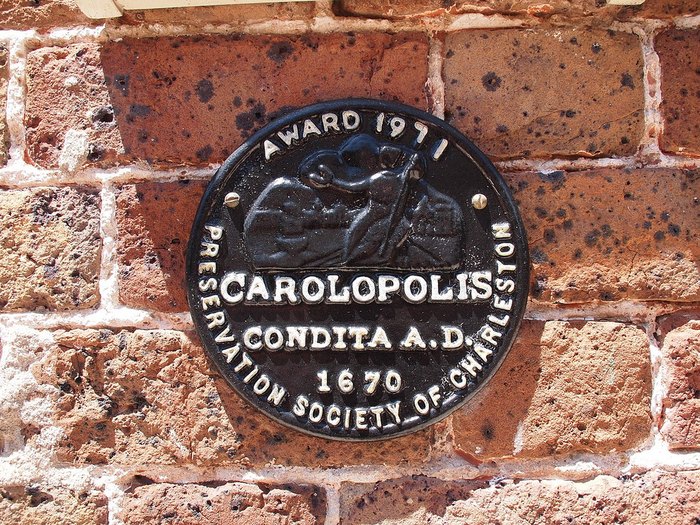 AWARD 1971
CAROLOPOLIS
CONDITA A.D.
1670
PRESERVATION SOCIETY OF CHARLESTON